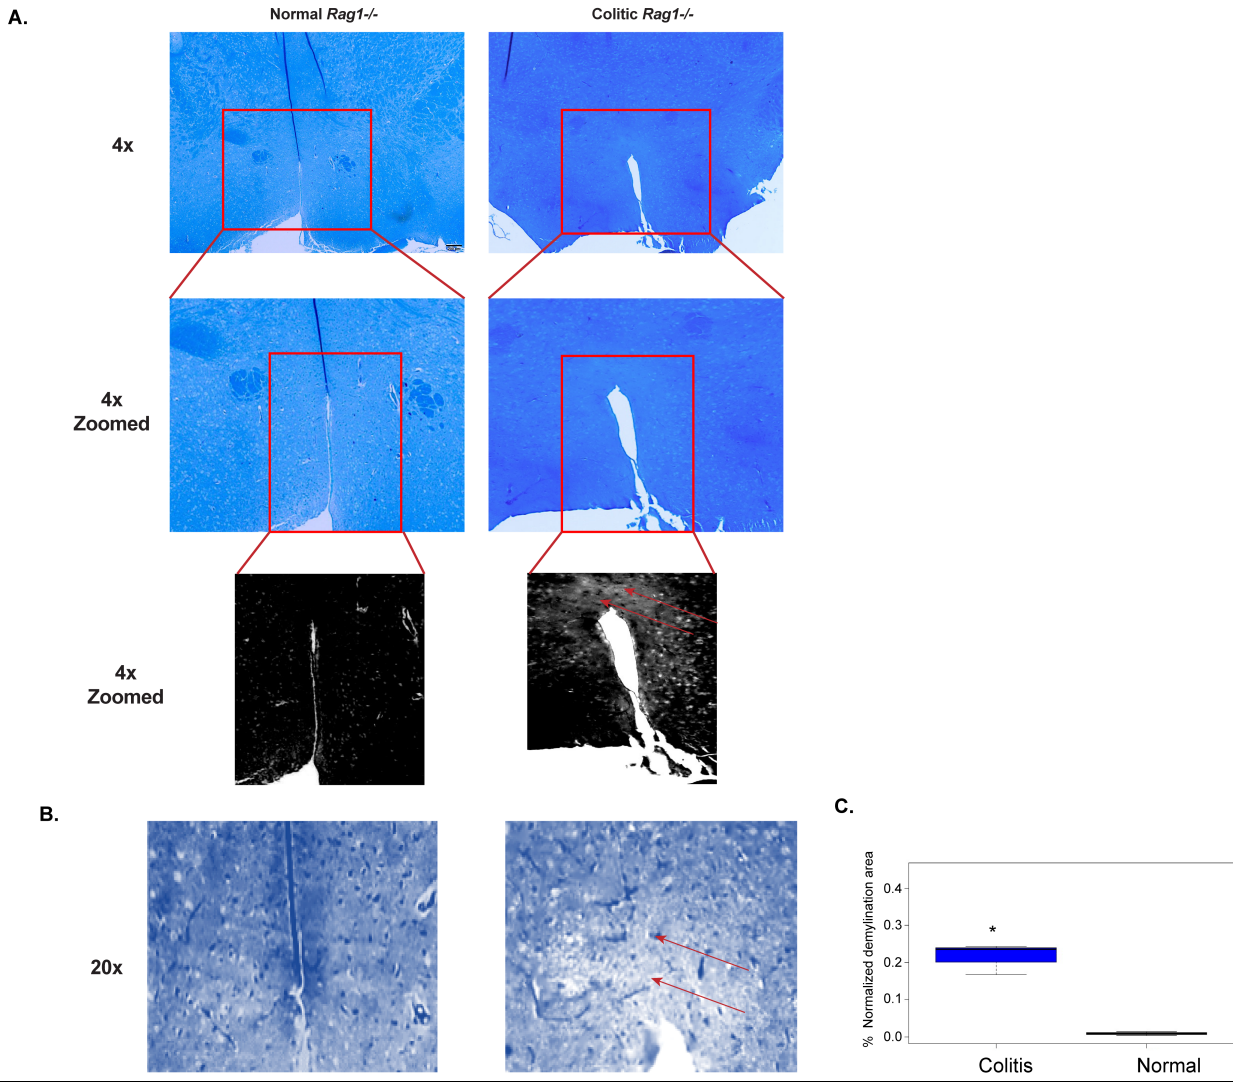 A.
Normal Rag1-/-
Colitic Rag1-/-
4x
4x
Zoomed
4x
Zoomed
B.
20x
C.
% Normalized demylination area
0.4
0.3
0.2
0.1
0.0
*
Colitis
Normal